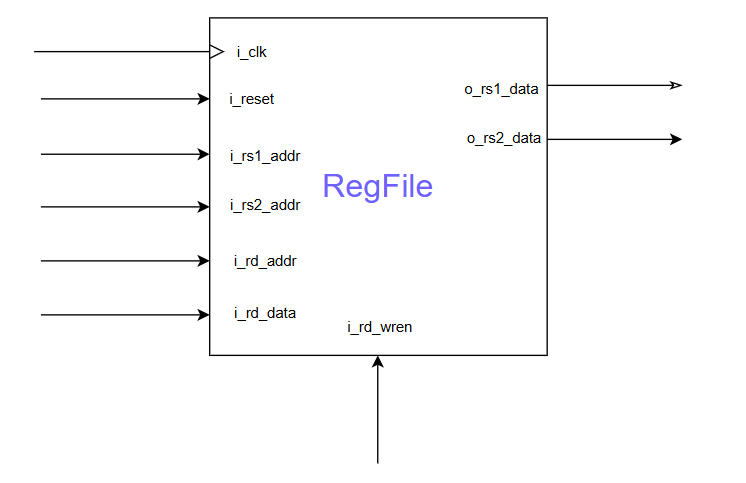 i_clk
i_reset
i_rs1_addr
i_rs2_addr
i_rd_addr
i_rd_data
RegFile
i_rd_wren
o_rs1_data
o_rs2_data